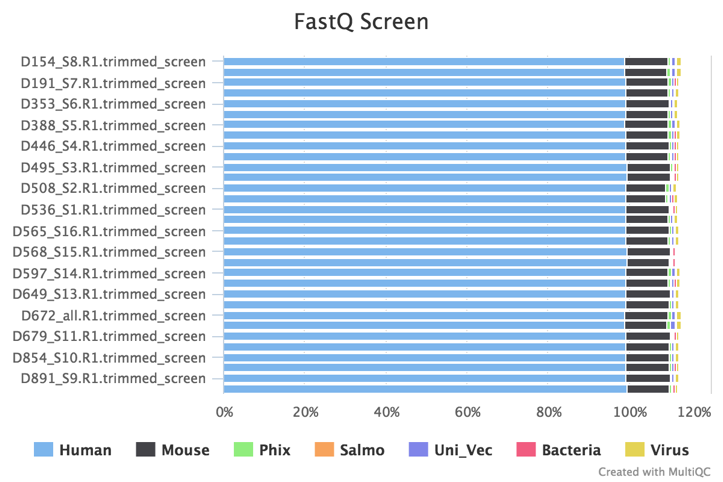 FastQ Screen
D154_S8.R1.trimmed_screen
D191_S7.R1.trimmed_screen
D353_S6.R1.trimmed_screen
D388_S5.R1.trimmed_screen
D446_S4.R1.trimmed_screen
D495_S3.R1.trimmed_screen
D508_S2.R1.trimmed_screen
D536_S1.R1.trimmed_screen
D565_S16.R1.trimmed_screen
D568_S15.R1.trimmed_screen
D597_S14.R1.trimmed_screen
D649_S13.R1.trimmed_screen
D672_all.R1.trimmed_screen
D679_S11.R1.trimmed_screen
D854_S10.R1.trimmed_screen
D891_S9.R1.trimmed_screen
0% 20% 40% 60% 80% 100% 120%
Human Mouse Phix Salmo Uni_Vec Bacteria Virus
Created with MultiQC